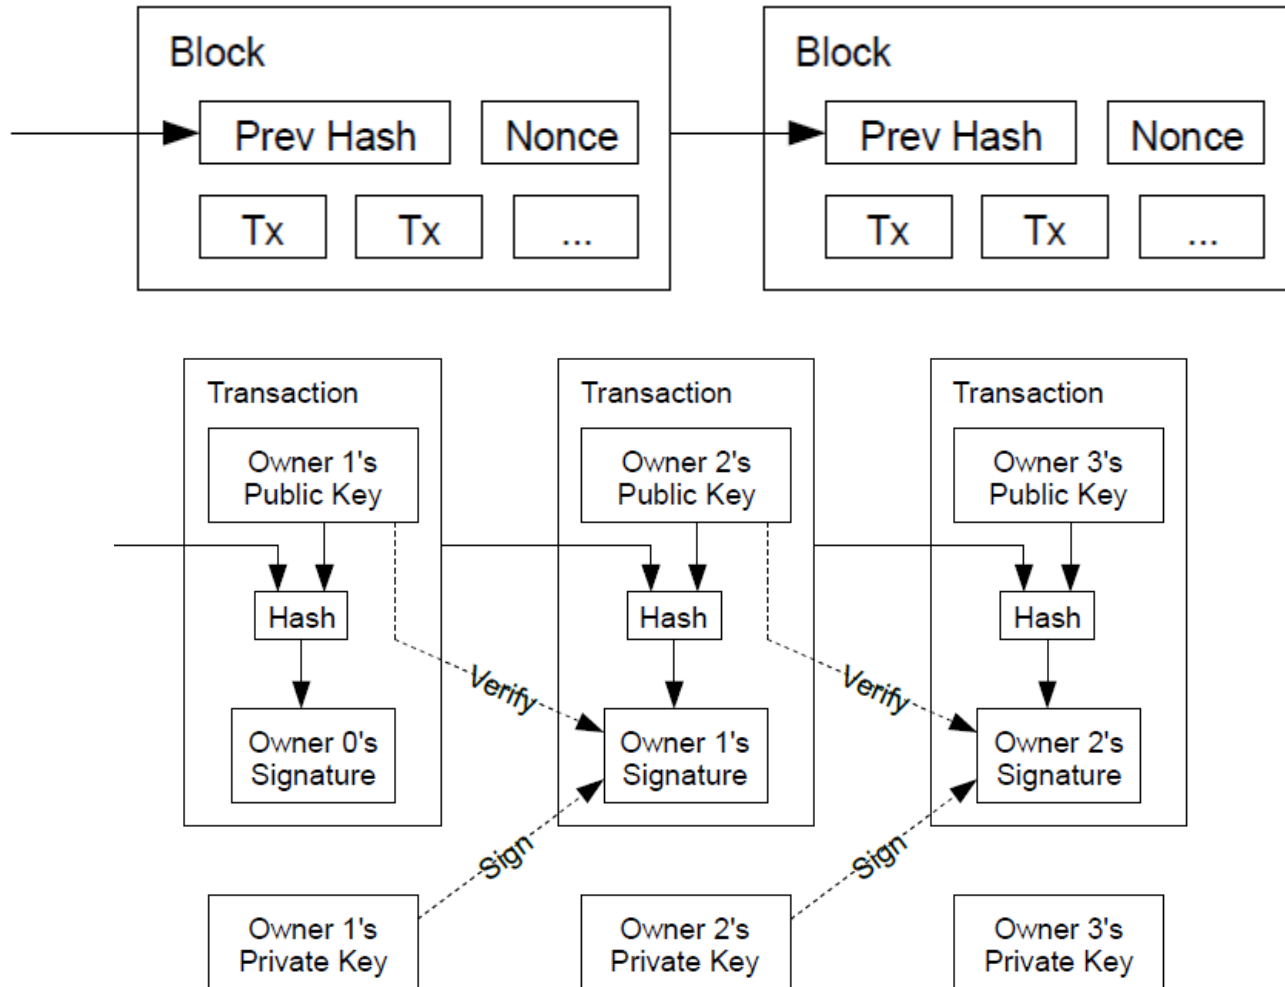 Block
Prev Hash
Nonce
Tx
Tx
...
Block
Prev Hash
Nonce
Tx
Tx
...
Transaction
Owner 1's
Public Key
Hash
Verify
Owner 0's
Signature
Sign
Owner 1's
Private Key
Transaction
Owner 2's
Public Key
Hash
Verify
Owner 1's
Signature
Sign
Owner 2's
Private Key
Transaction
Owner 3's
Public Key
Hash
Owner 2's
Signature
Owner 3's
Private Key